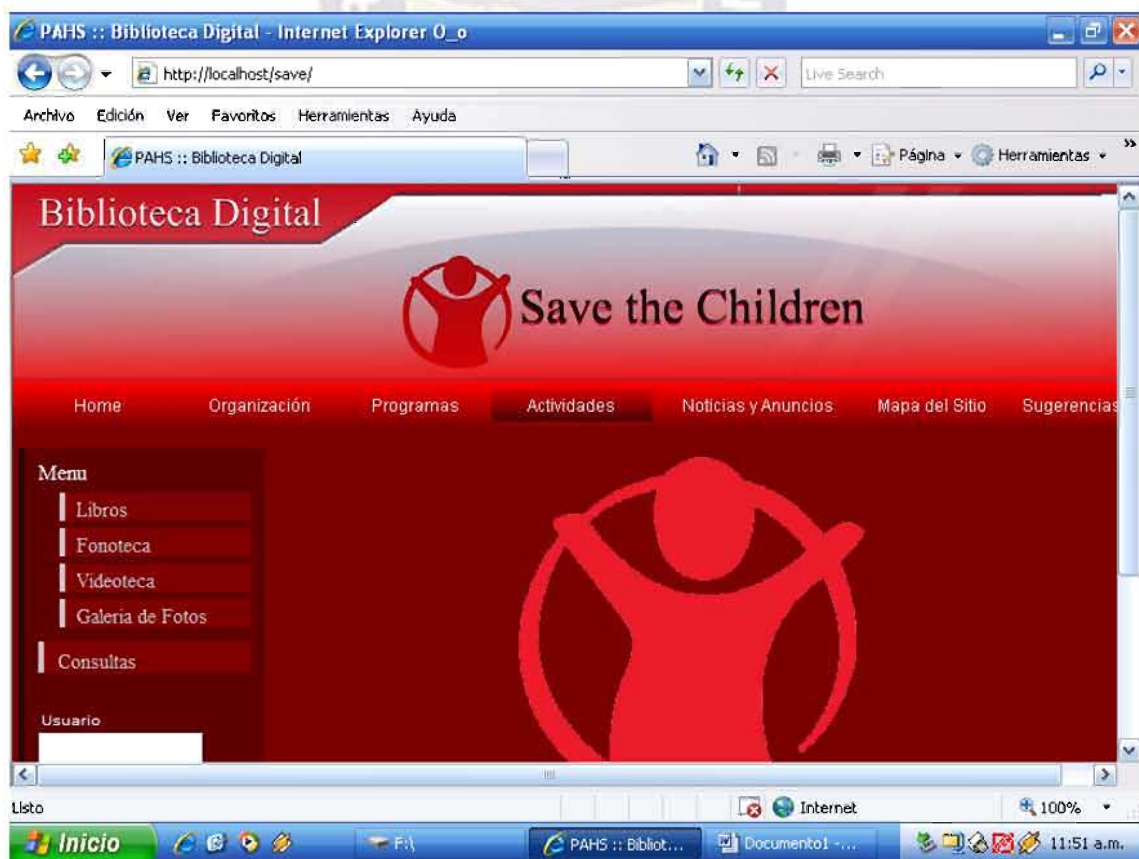 PAHS :: Biblioteca Digital - Internet Explorer O_o
http://localhost/save/
Live Search
Archivo Edición Ver Favoritos Herramientas Ayuda
PAHS :: Biblioteca Digital
Página Herramientas
Biblioteca Digital
Save the Children
Home Organización Programas Actividades Noticias y Anuncios Mapa del Sitio Sugerencias
Menu
Libros
Fonoteca
Videoteca
Galeria de Fotos
Consultas
Usuario
Listo Internet 100%
Inicio F:\ PAHS :: Bibliot... Documento1 -... 11:51 a.m.